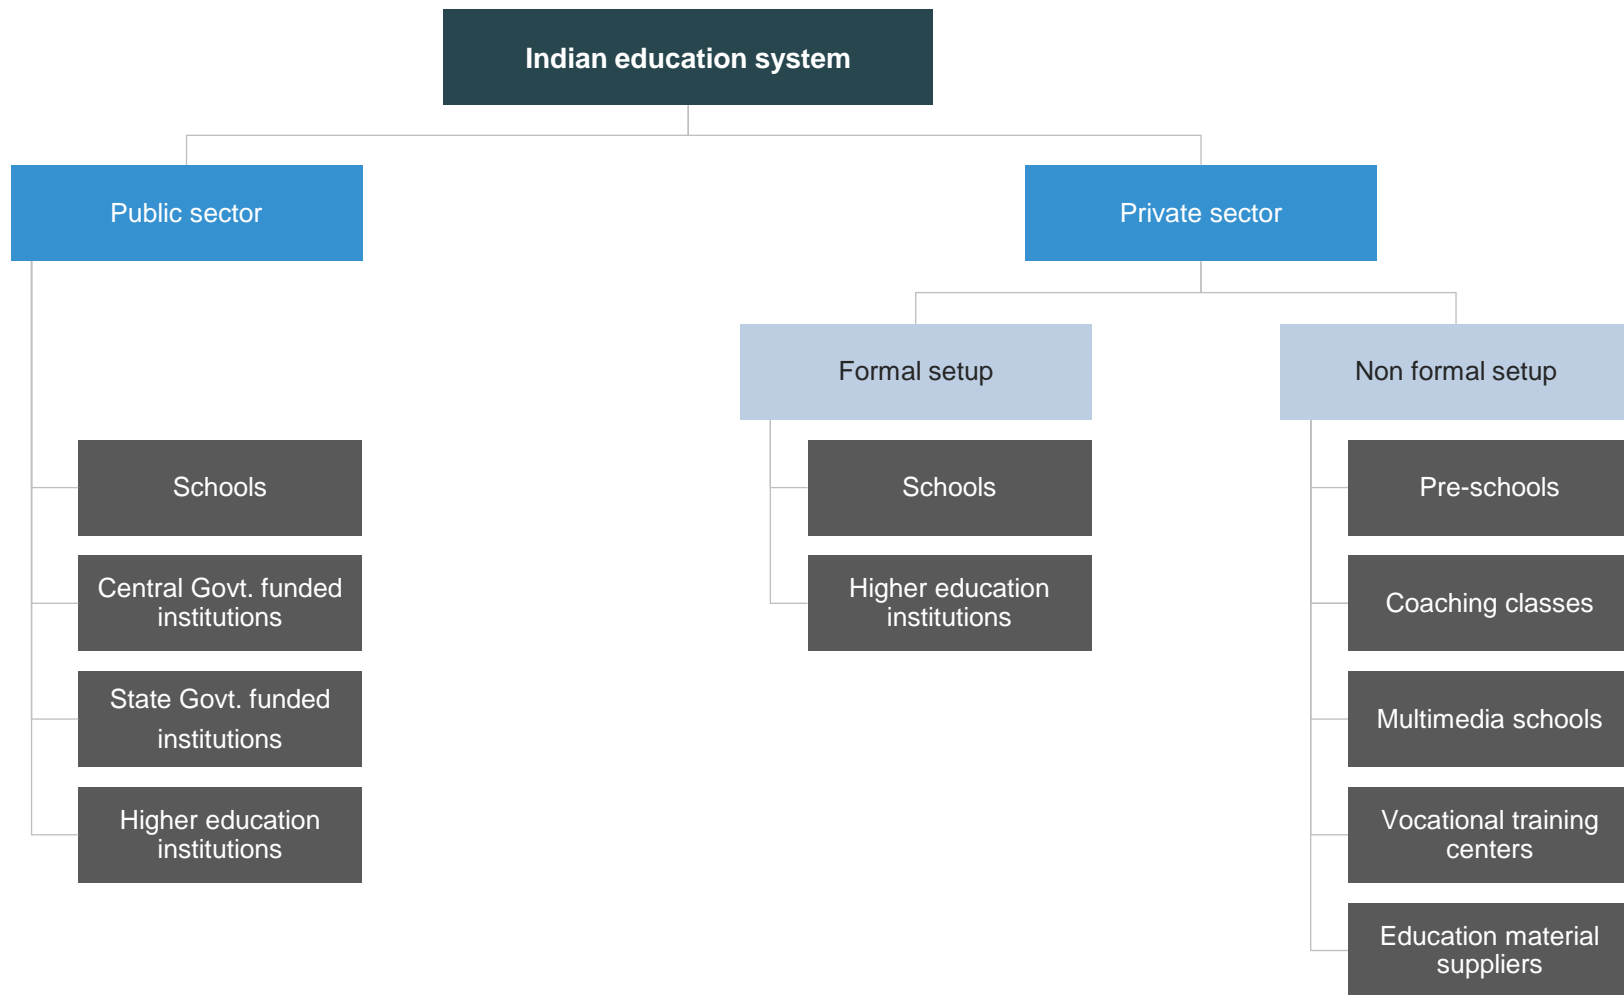 Indian education system
Public sector
Private sector
Formal setup
Non formal setup
Schools
Central Govt. funded
institutions
State Govt. funded
institutions
Higher education
institutions
Schools
Higher education
institutions
Pre-schools
Coaching classes
Multimedia schools
Vocational training
centers
Education material
suppliers